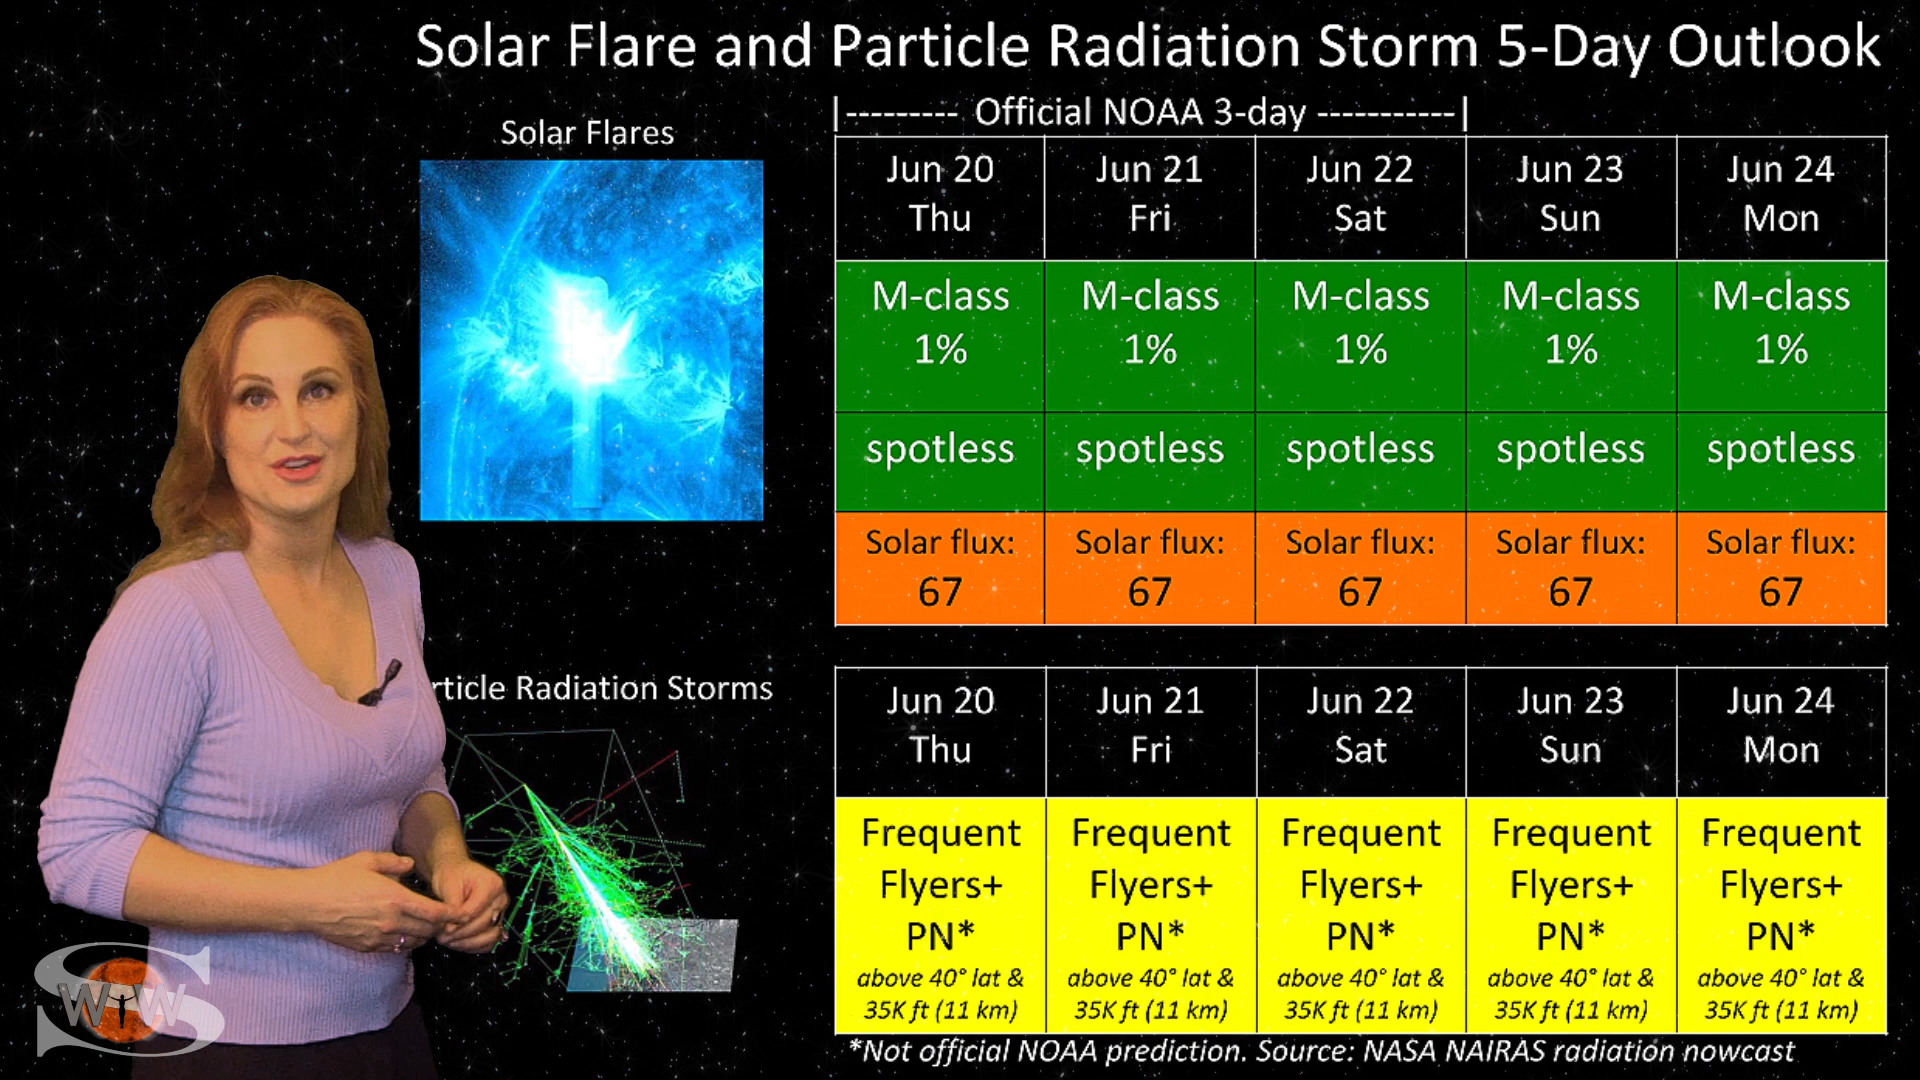 Solar Flare and Particle Radiation Storm 5-Day Outlook
|--------- Official NOAA 3-day -----------|
Solar Flares
Jun 20 Jun 21 Jun 22 Jun 23 Jun 24
Thu Fri Sat Sun Mon
M-class M-class M-class M-class M-class
1% 1% 1% 1% 1%
spotless spotless spotless spotless spotless
Solar flux: Solar flux: Solar flux: Solar flux: Solar flux:
67 67 67 67 67
rticle Radiation Storms
Jun 20 Jun 21 Jun 22 Jun 23 Jun 24
Thu Fri Sat Sun Mon
Frequent Frequent Frequent Frequent Frequent
Flyers+ Flyers+ Flyers+ Flyers+ Flyers+
PN* PN* PN* PN* PN*
above 40° lat & above 40° lat & above 40° lat & above 40° lat & above 40° lat &
35K ft (11 km) 35K ft (11 km) 35K ft (11 km) 35K ft (11 km) 35K ft (11 km)
*Not official NOAA prediction. Source: NASA NAIRAS radiation nowcast
SWTW